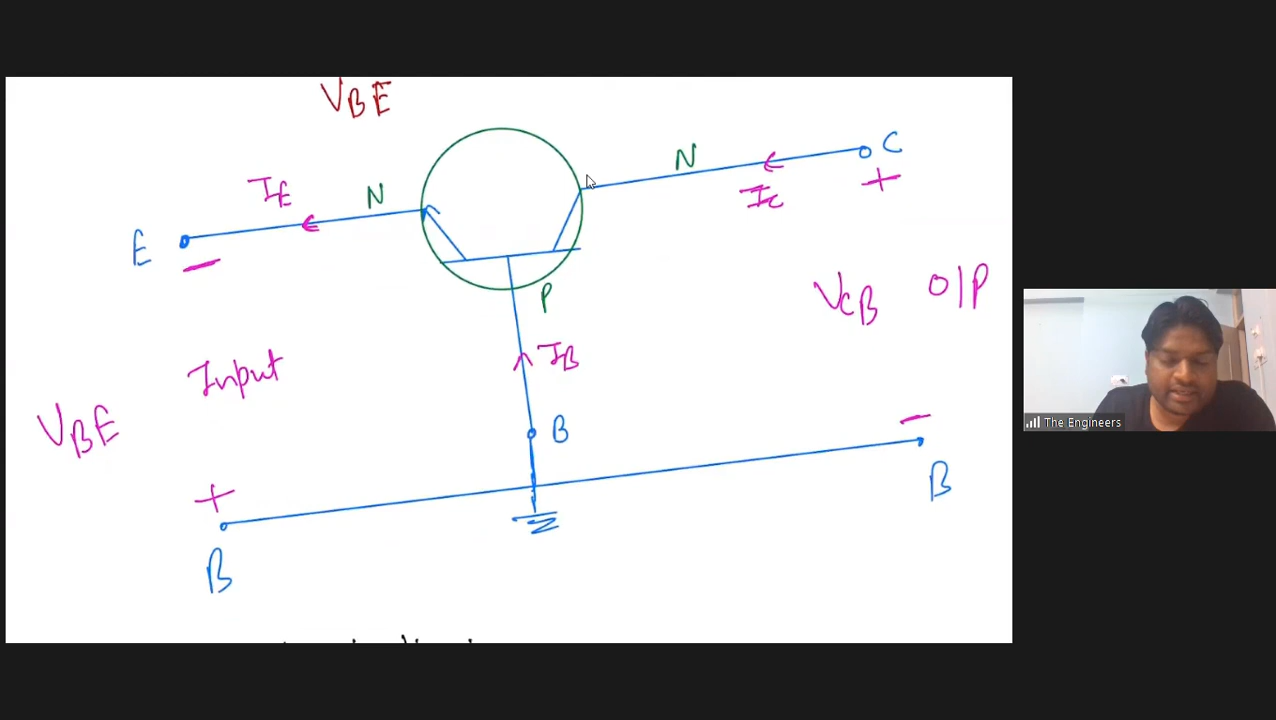 VBE
N
C
IE
N
IC
+
E
−
P
VCB O/P
IB
Input
VBE
B
−
The Engineers
+
B
B